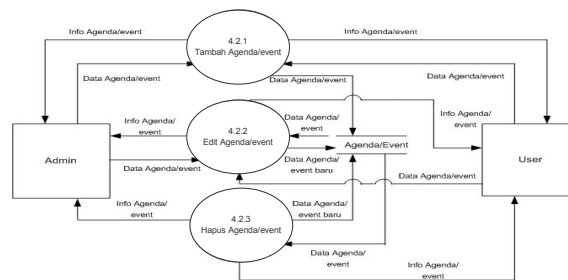 Info Agenda/event
4.2.1
Tambah Agenda/event
Info Agenda/event
Data Agenda/event
Data Agenda/event
Data Agenda/event
Info Agenda/
event
4.2.2
Edit Agenda/event
Data Agenda/
event
Info Agenda/
event
Admin
Agenda/Event
User
Data Agenda/event
Data Agenda/
event baru
Data Agenda/event
Info Agenda/
event
4.2.3
Hapus Agenda/event
Data Agenda/
event baru
Data Agenda/
event
Info Agenda/
event